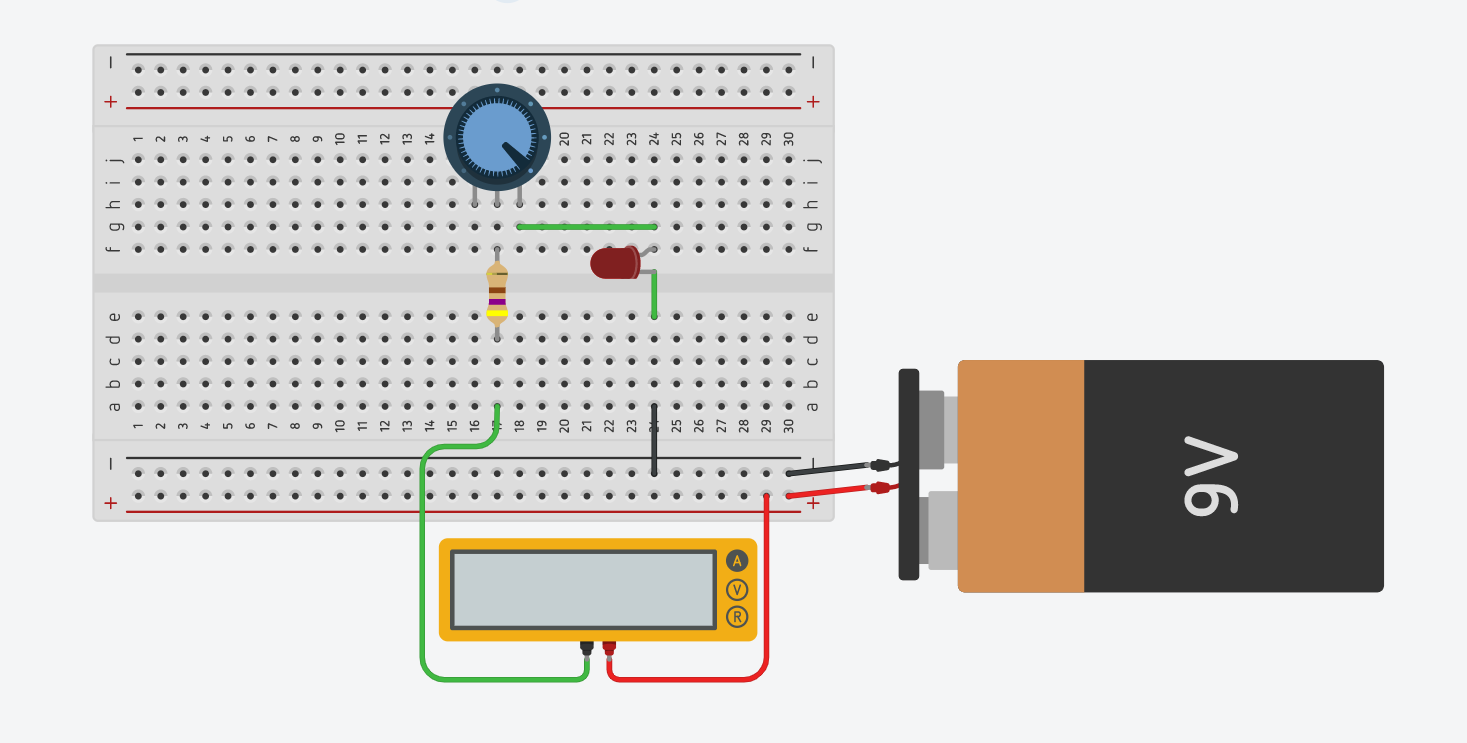 − −
+ +
1 2 3 4 5 6 7 8 9 10 11 12 13 14 20 21 22 23 24 25 26 27 28 29 30
j j
i i
h h
g g
f f
e e
d d
c c
b b
a a
1 2 3 4 5 6 7 8 9 10 11 12 13 14 15 16 17 18 19 20 21 22 23 24 25 26 27 28 29 30
− −
+ +
A
V
R
9V